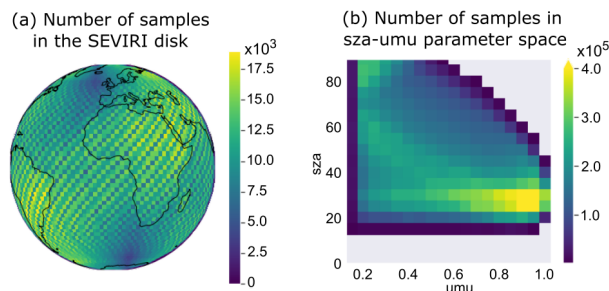 (a) Number of samples
in the SEVIRI disk
x10³
17.5
15.0
12.5
10.0
7.5
5.0
2.5
0
(b) Number of samples in
sza-umu parameter space
x10⁵
4.0
3.0
2.0
1.0
80
60
40
20
0
sza
0.2 0.4 0.6 0.8 1.0
umu